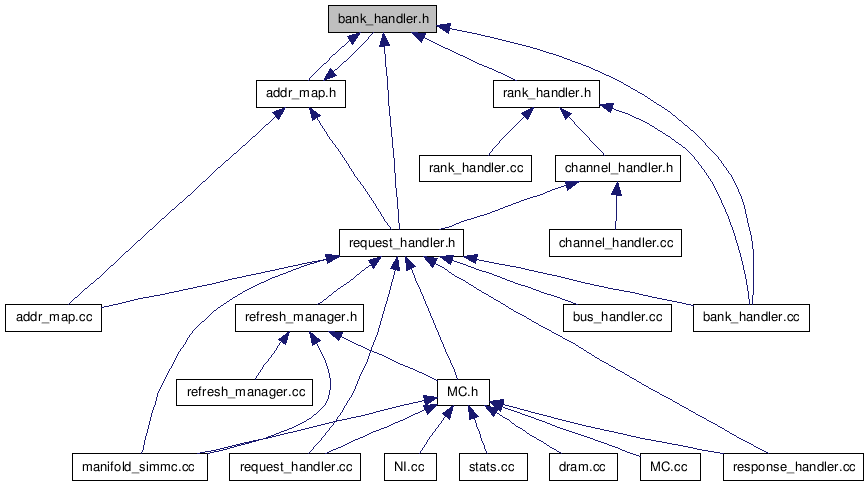 bank_handler.h
addr_map.h
rank_handler.h
rank_handler.cc
channel_handler.h
request_handler.h
channel_handler.cc
addr_map.cc
refresh_manager.h
bus_handler.cc
bank_handler.cc
refresh_manager.cc
MC.h
manifold_simmc.cc
request_handler.cc
NI.cc
stats.cc
dram.cc
MC.cc
response_handler.cc